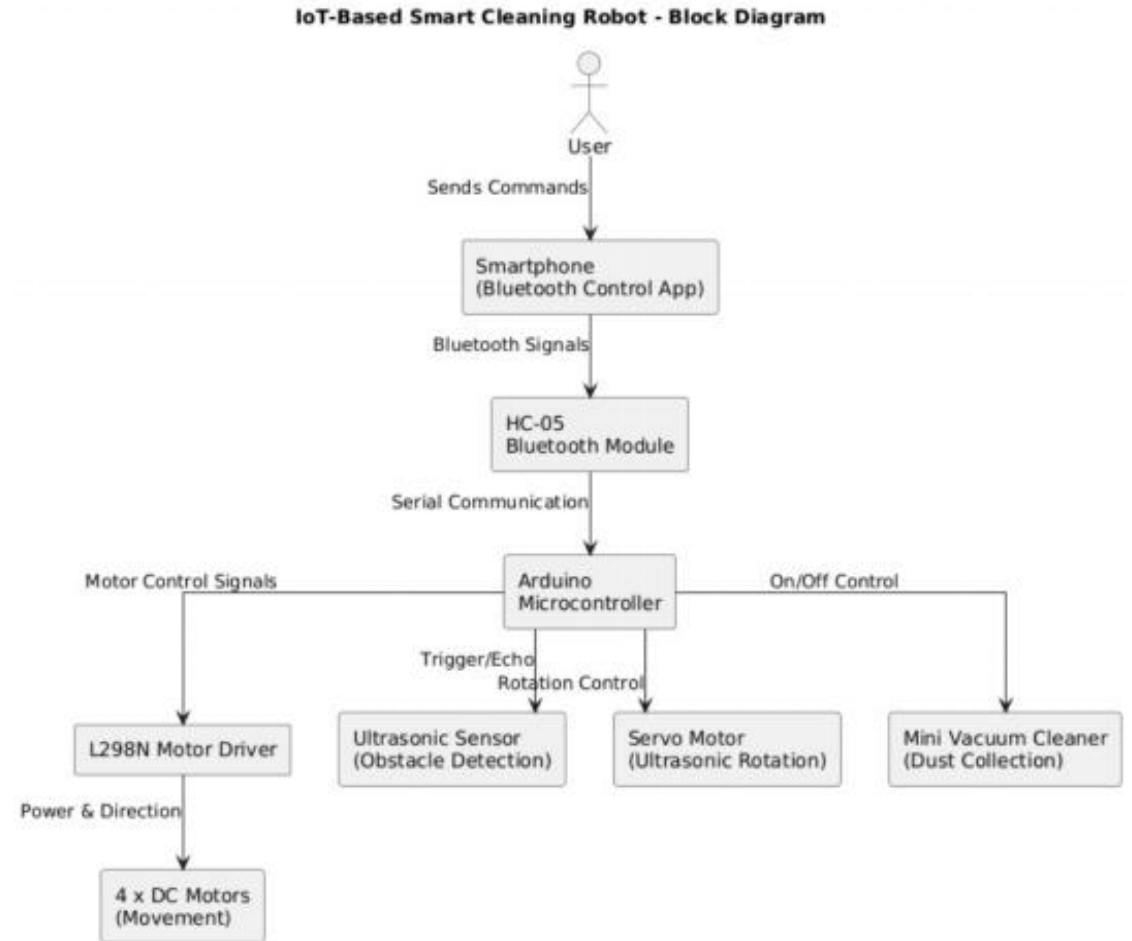 IoT-Based Smart Cleaning Robot - Block Diagram
User
Sends Commands
Smartphone
(Bluetooth Control App)
Bluetooth Signals
HC-05
Bluetooth Module
Serial Communication
Arduino
Microcontroller
Motor Control Signals
On/Off Control
Trigger/Echo
Rotation Control
L298N Motor Driver
Ultrasonic Sensor
(Obstacle Detection)
Servo Motor
(Ultrasonic Rotation)
Mini Vacuum Cleaner
(Dust Collection)
Power & Direction
4 x DC Motors
(Movement)